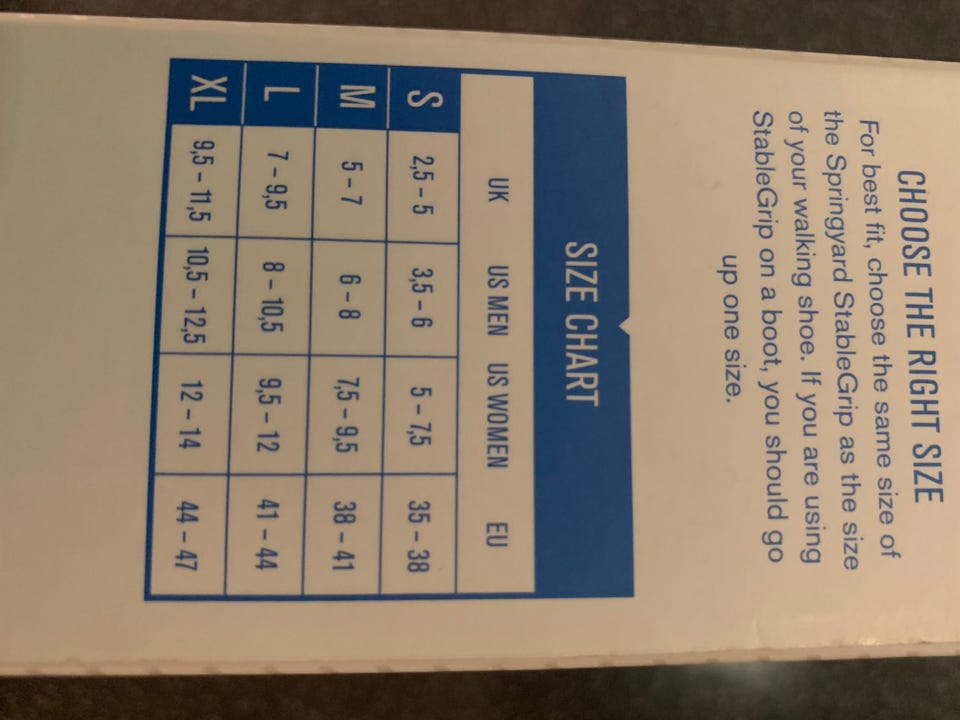 CHOOSE THE RIGHT SIZE
For best fit, choose the same size of
the Springyard StableGrip as the size
of your walking shoe. If you are using
StableGrip on a boot, you should go
up one size.
SIZE CHART
UK US MEN US WOMEN EU
S 2,5 – 5 3,5 – 6 5 – 7,5 35 – 38
M 5 – 7 6 – 8 7,5 – 9,5 38 – 41
L 7 – 9,5 8 – 10,5 9,5 – 12 41 – 44
XL 9,5 – 11,5 10,5 – 12,5 12 – 14 44 – 47